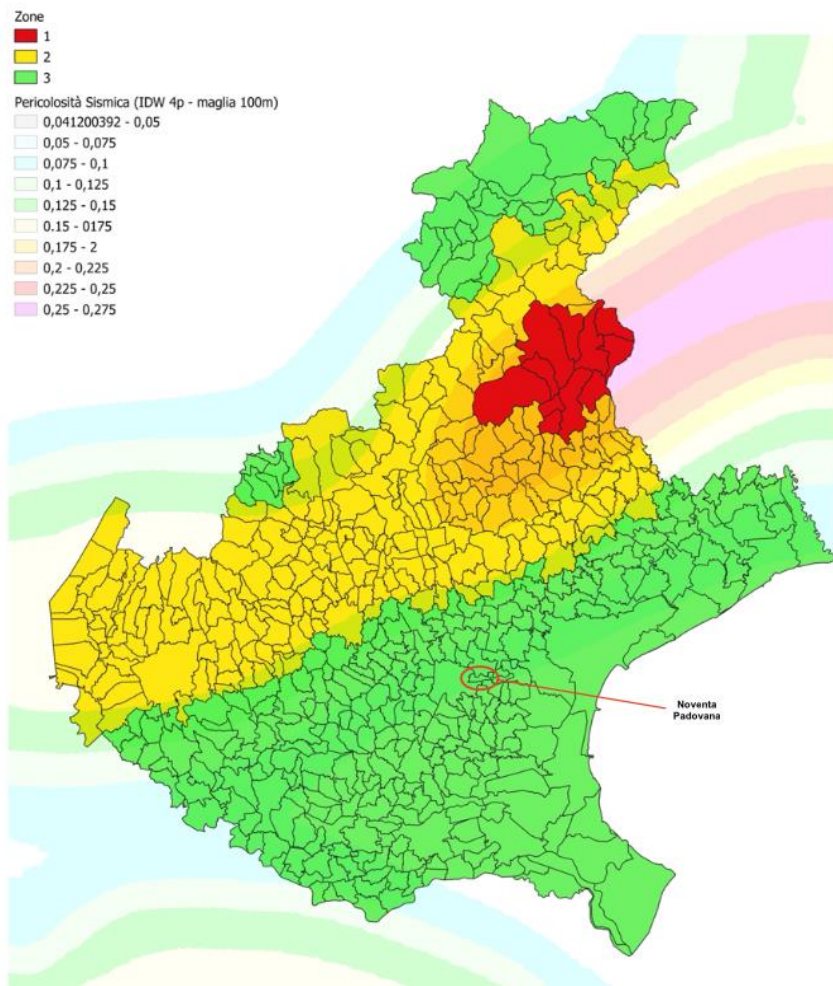 Zone
1
2
3
Pericolosità Sismica (IDW 4p - maglia 100m)
0,041200392 - 0,05
0,05 - 0,075
0,075 - 0,1
0,1 - 0,125
0,125 - 0,15
0.15 - 0175
0,175 - 2
0,2 - 0,225
0,225 - 0,25
0,25 - 0,275
Noventa
Padovana